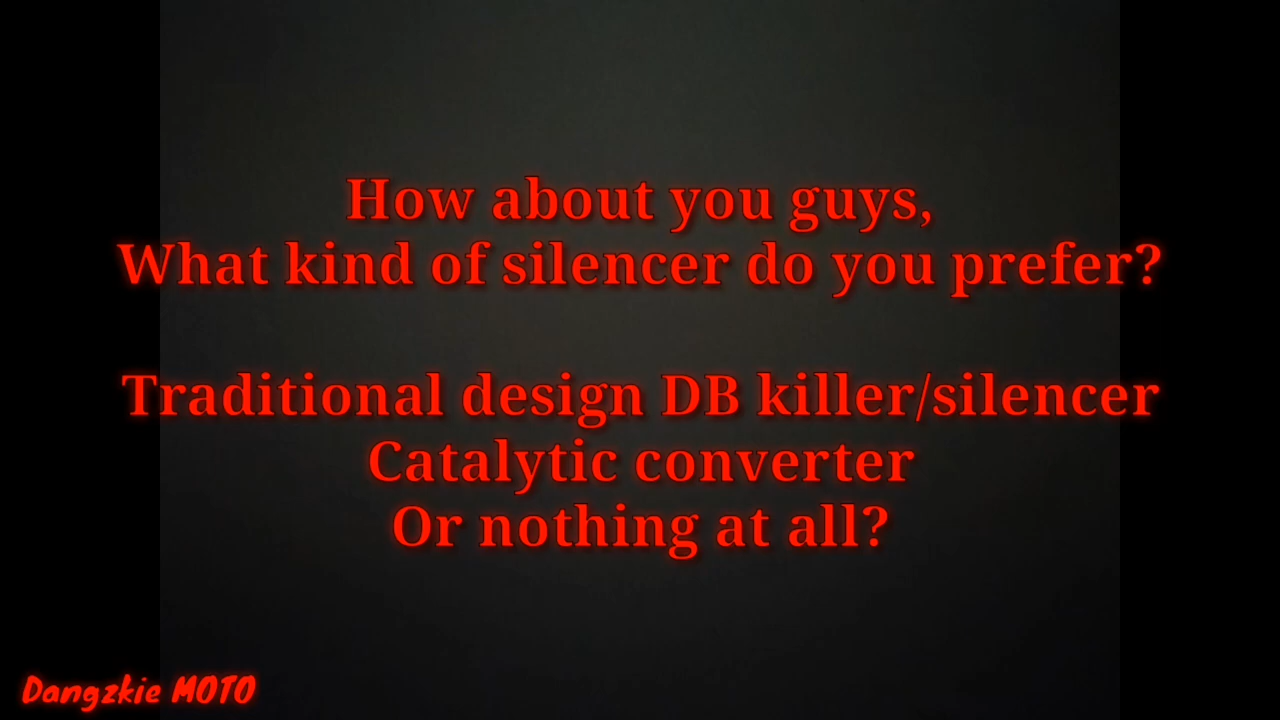 How about you guys,
What kind of silencer do you prefer?
Traditional design DB killer/silencer
Catalytic converter
Or nothing at all?
Dangzkie MOTO